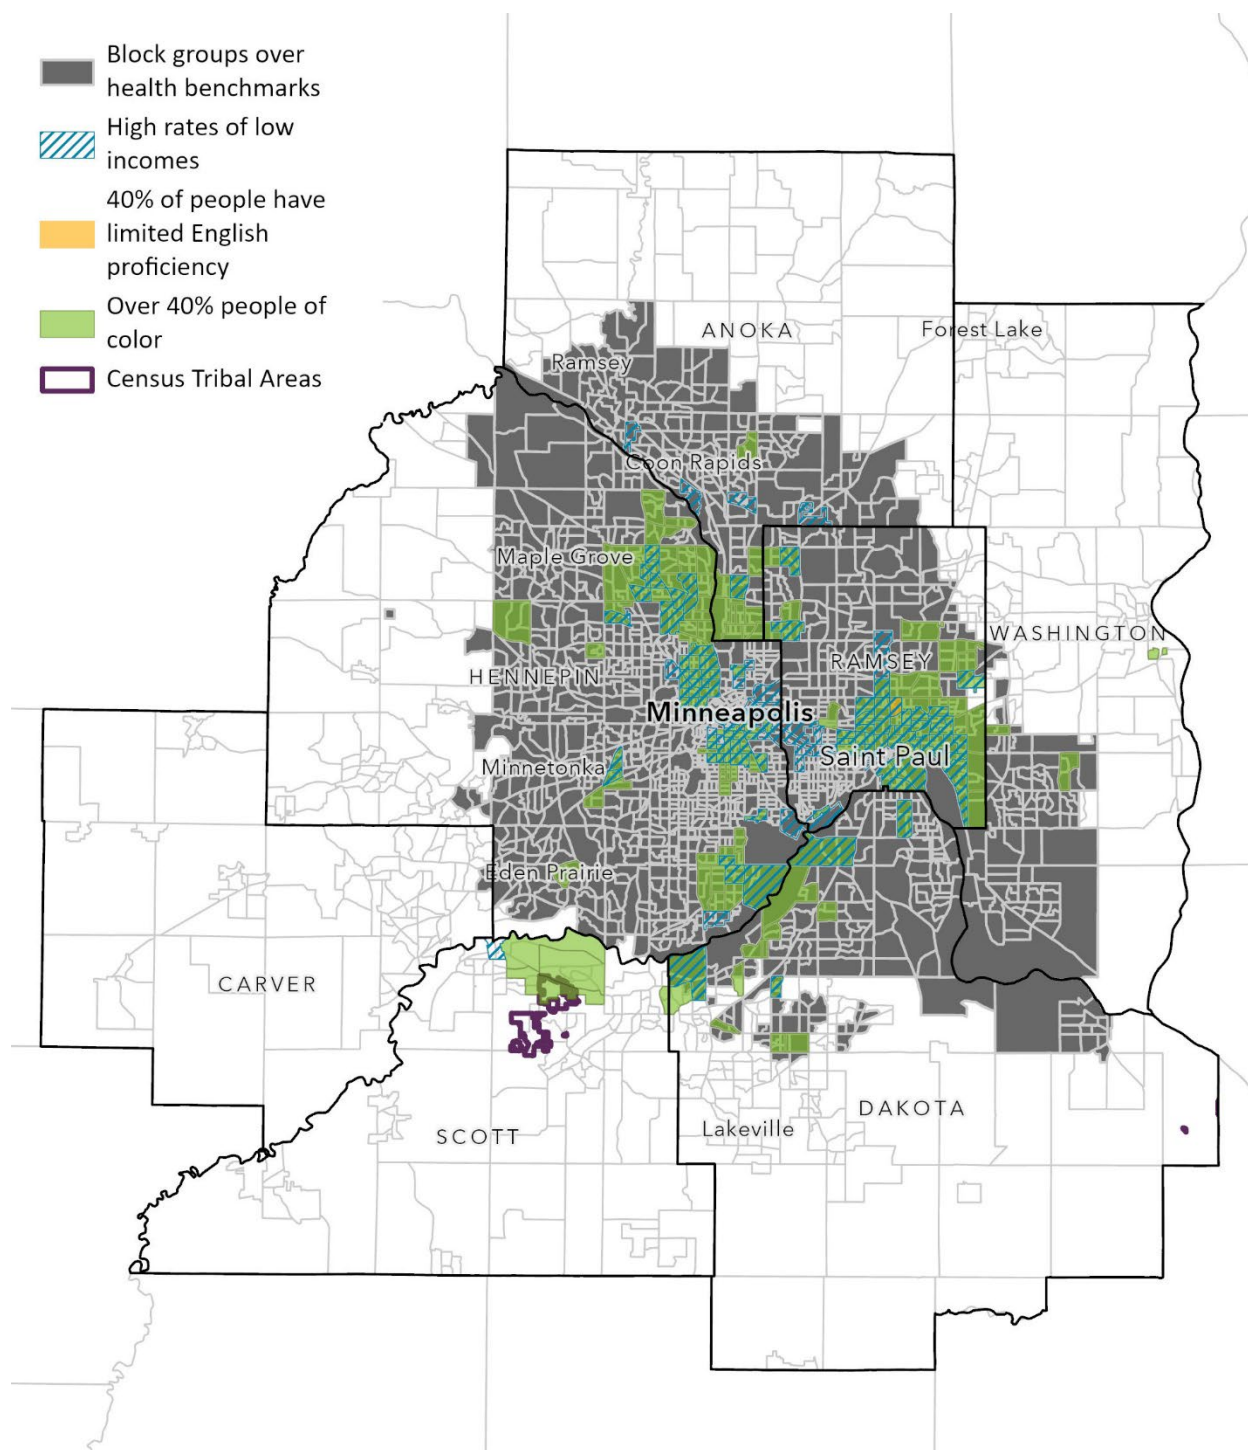 Block groups over
health benchmarks
High rates of low
incomes
40% of people have
limited English
proficiency
Over 40% people of
color
Census Tribal Areas
ANOKA
Forest Lake
Ramsey
Coon Rapids
Maple Grove
WASHINGTON
RAMSEY
HENNEPIN
Minneapolis
Saint Paul
Minnetonka
Eden Prairie
CARVER
DAKOTA
Lakeville
SCOTT